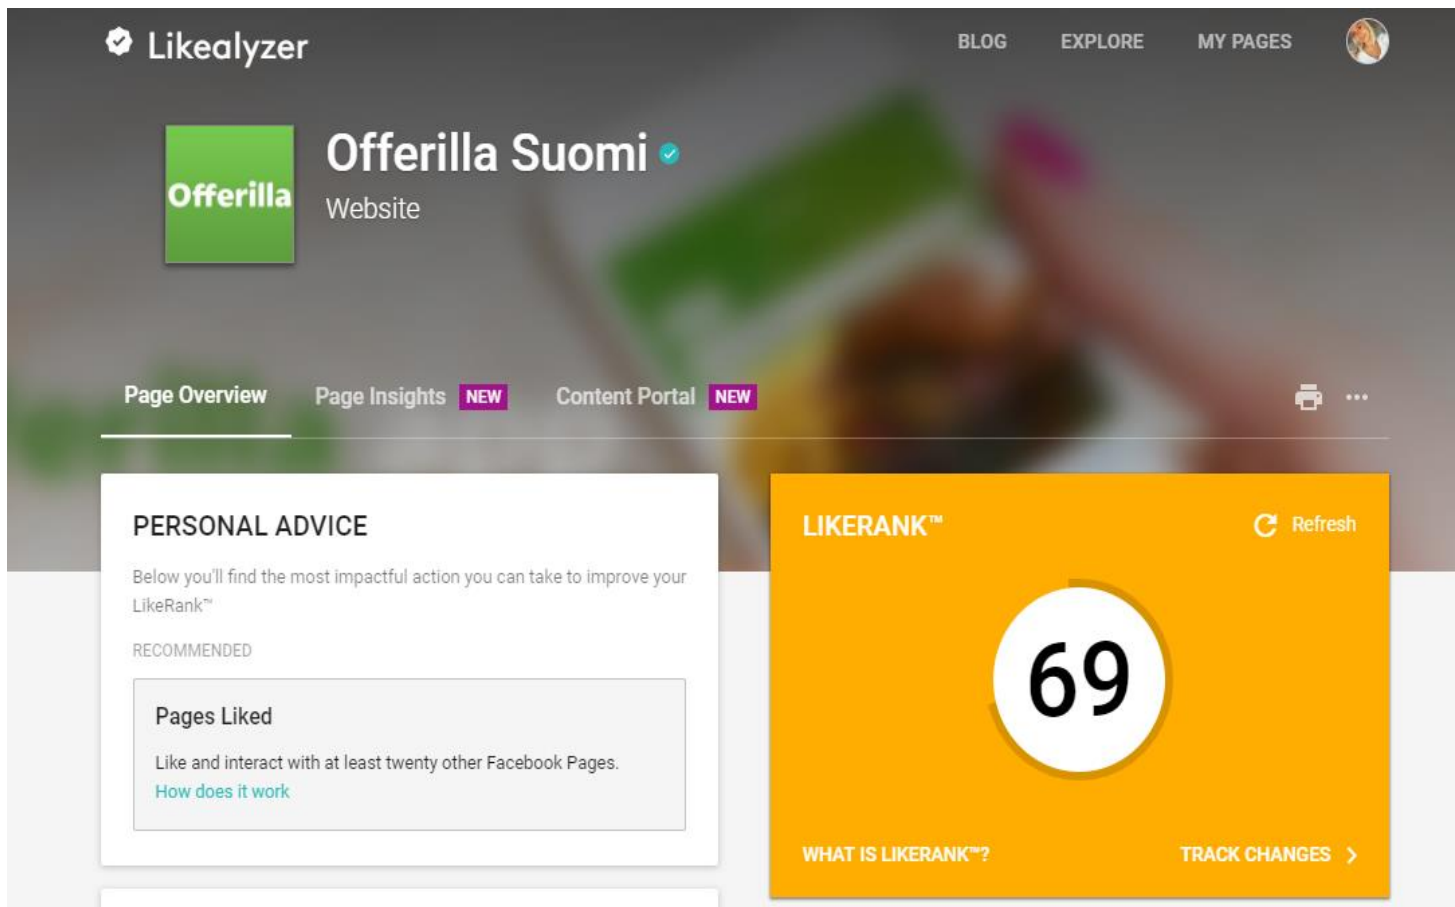 Likealyzer
BLOG EXPLORE MY PAGES
Offerilla
Offerilla Suomi
Website
Page Overview Page Insights NEW Content Portal NEW
PERSONAL ADVICE
Below you'll find the most impactful action you can take to improve your
LikeRank™
RECOMMENDED
Pages Liked
Like and interact with at least twenty other Facebook Pages.
How does it work
LIKERANK™
Refresh
69
WHAT IS LIKERANK™?
TRACK CHANGES